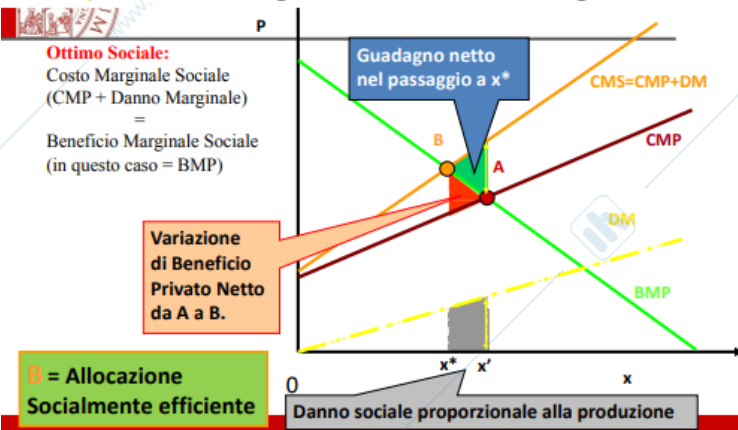 P
Ottimo Sociale:
Costo Marginale Sociale
(CMP + Danno Marginale)
=
Beneficio Marginale Sociale
(in questo caso = BMP)
Guadagno netto
nel passaggio a x*
CMS=CMP+DM
B
CMP
A
Variazione
di Beneficio
Privato Netto
da A a B.
DM
BMP
x* x’
x
B = Allocazione
Socialmente efficiente
0
Danno sociale proporzionale alla produzione